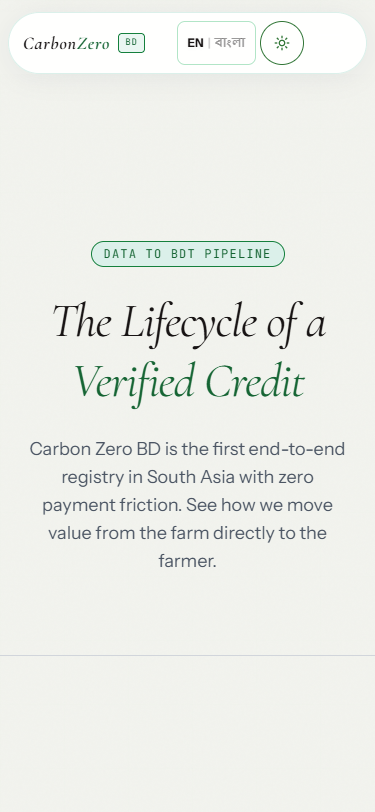 CarbonZero BD EN | বাংলা
DATA TO BDT PIPELINE
The Lifecycle of a
Verified Credit
Carbon Zero BD is the first end-to-end
registry in South Asia with zero
payment friction. See how we move
value from the farm directly to the
farmer.